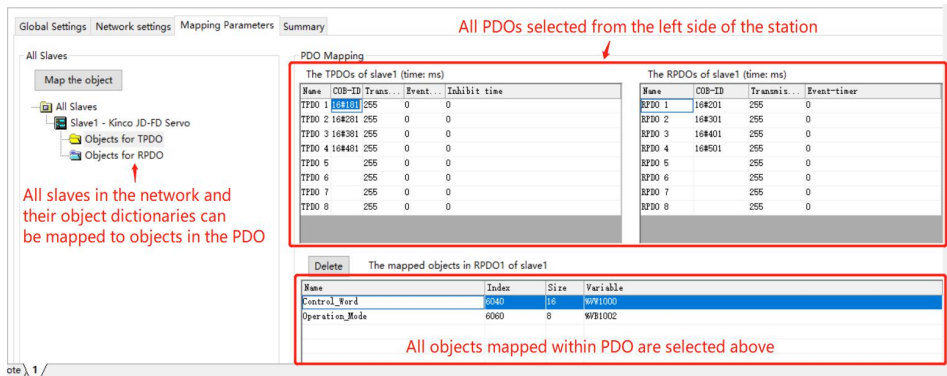 Global Settings Network settings Mapping Parameters Summary
All PDOs selected from the left side of the station
All Slaves
Map the object
All Slaves
Slave1 - Kinco JD-FD Servo
Objects for TPDO
Objects for RPDO
All slaves in the network and
their object dictionaries can
be mapped to objects in the PDO
PDO Mapping
The TPDOs of slave1 (time: ms)
Name COB-ID Trans... Event... Inhibit time
TPDO 1 16#181 255 0 0
TPDO 2 16#281 255 0 0
TPDO 3 16#381 255 0 0
TPDO 4 16#481 255 0 0
TPDO 5 255 0 0
TPDO 6 255 0 0
TPDO 7 255 0 0
TPDO 8 255 0 0
The RPDOs of slave1 (time: ms)
Name COB-ID Transmis... Event-timer
RPDO 1 16#201 255 0
RPDO 2 16#301 255 0
RPDO 3 16#401 255 0
RPDO 4 16#501 255 0
RPDO 5 255 0
RPDO 6 255 0
RPDO 7 255 0
RPDO 8 255 0
Delete The mapped objects in RPDO1 of slave1
Name Index Size Variable
Control_Word 6040 16 %VW1000
Operation_Mode 6060 8 %VB1002
All objects mapped within PDO are selected above
ote 1